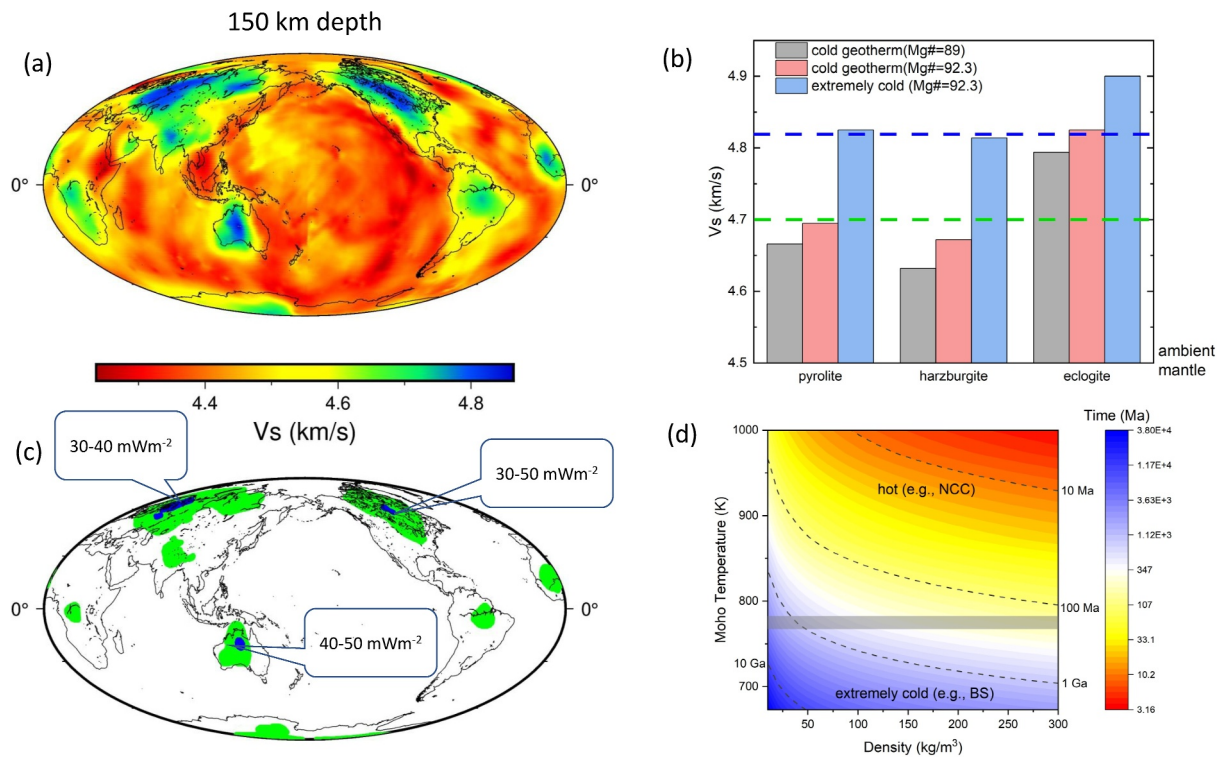 150 km depth
(a)
0°
0°
4.4
4.6
4.8
Vs (km/s)
(b)
cold geotherm(Mg#=89)
cold geotherm(Mg#=92.3)
extremely cold (Mg#=92.3)
4.9
4.8
4.7
4.6
4.5
Vs (km/s)
pyrolite
harzburgite
eclogite
ambient
mantle
(c)
30-40 mWm⁻²
30-50 mWm⁻²
40-50 mWm⁻²
0°
0°
(d)
Time (Ma)
1000
900
800
700
Moho Temperature (K)
hot (e.g., NCC)
extremely cold (e.g., BS)
10 Ma
100 Ma
1 Ga
10 Ga
50
100
150
200
250
300
Density (kg/m³)
3.80E+4
1.17E+4
3.79E+3
1.2E+3
347
107
33.1
10.2
3.16